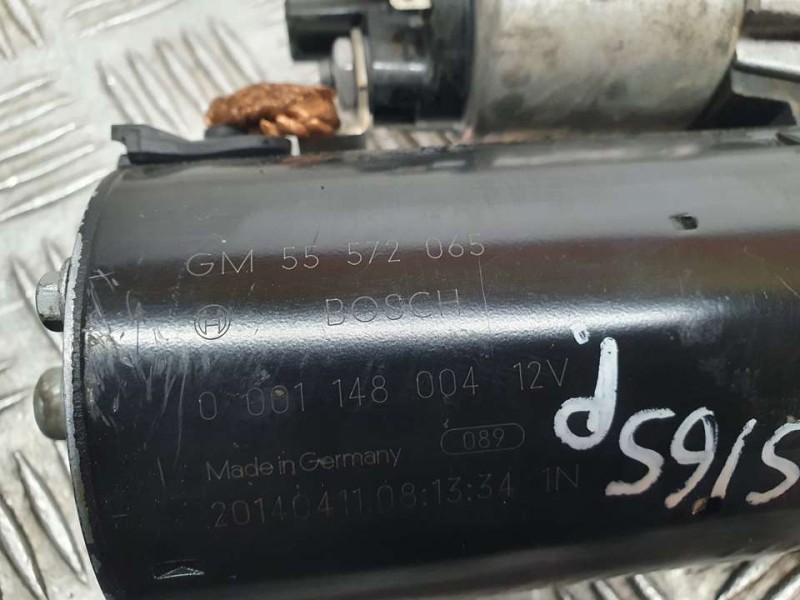 GM 55 572 065
BOSCH
0 001 148 004 12V
089
Made in Germany
20140411.08:13:34 1N